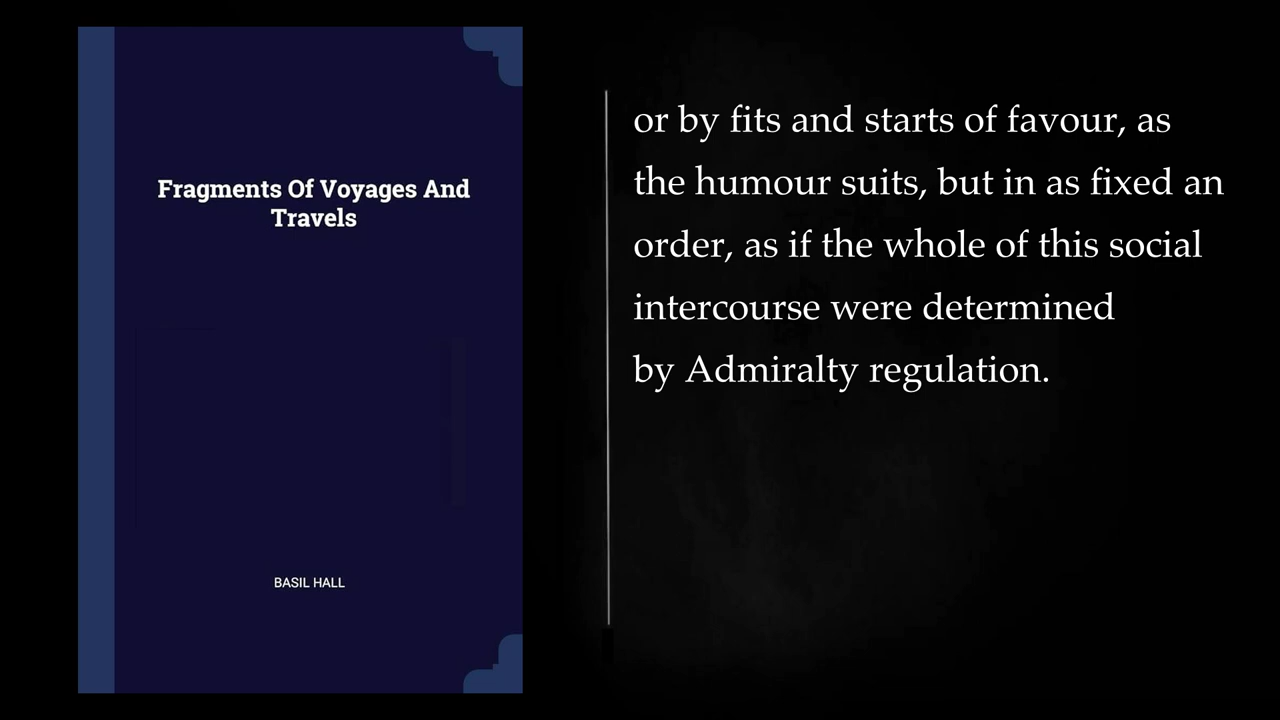 Fragments Of Voyages And
Travels
BASIL HALL
or by fits and starts of favour, as
the humour suits, but in as fixed an
order, as if the whole of this social
intercourse were determined
by Admiralty regulation.